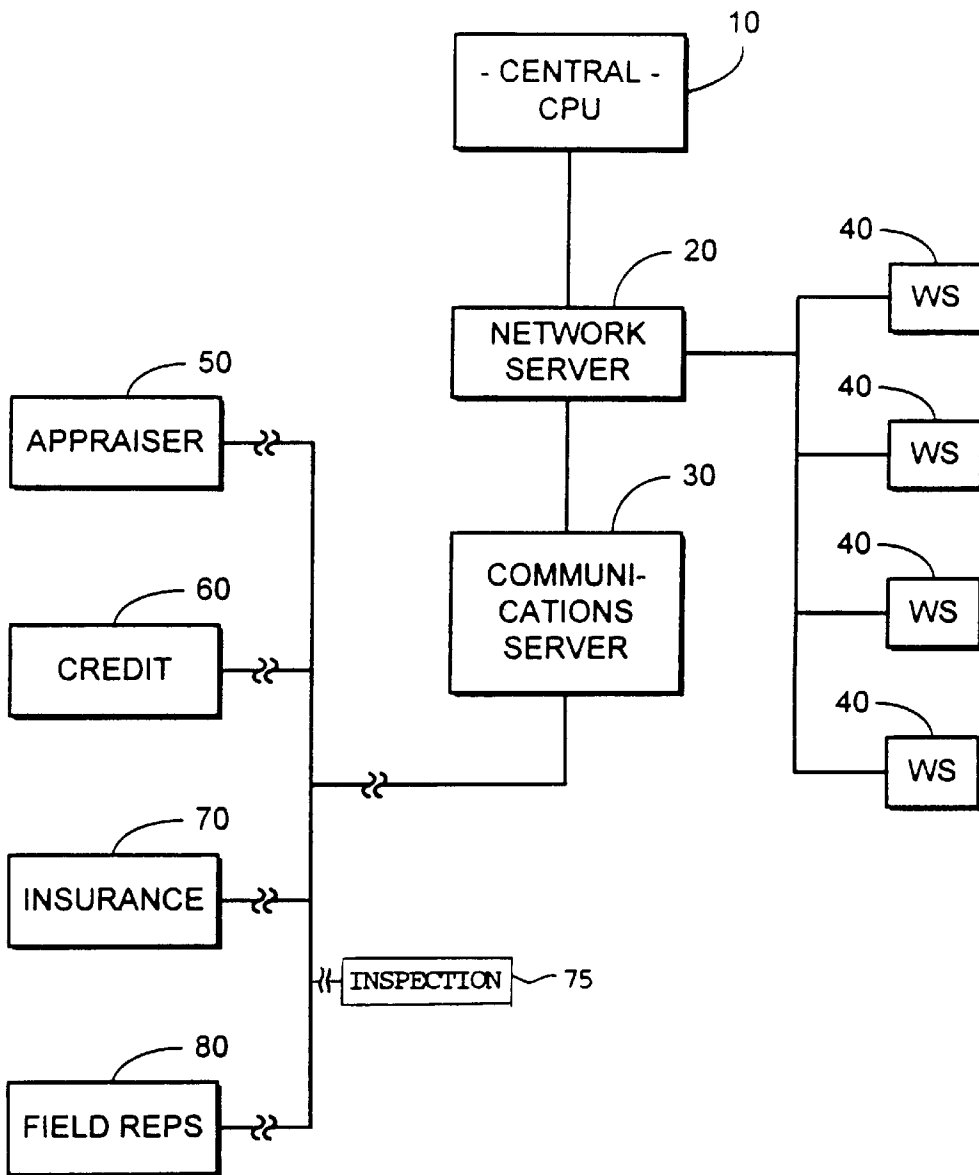 10
- CENTRAL -
CPU
20
NETWORK
SERVER
40
WS
40
WS
40
WS
40
WS
30
COMMUNI-
CATIONS
SERVER
50
APPRAISER
60
CREDIT
70
INSURANCE
INSPECTION 75
80
FIELD REPS